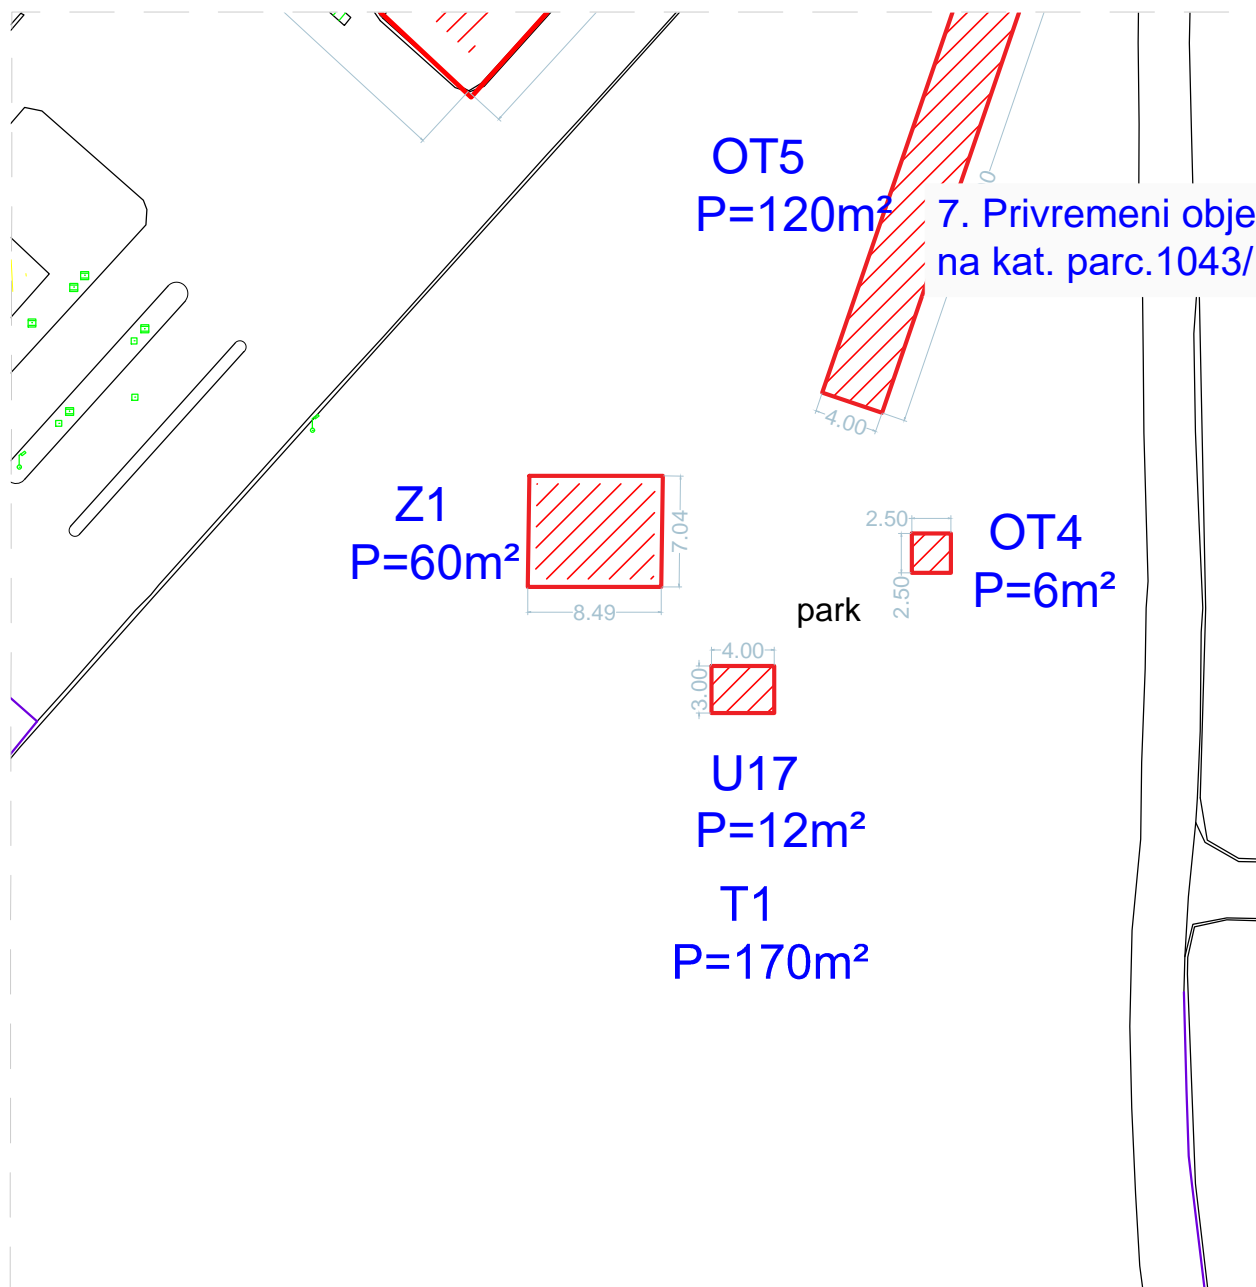 OT5
P=120m²
0
7. Privremeni obje
na kat. parc.1043/
4.00
Z1
P=60m²
7.04
8.49
2.50
2.50
OT4
P=6m²
park
4.00
3.00
U17
P=12m²
T1
P=170m²